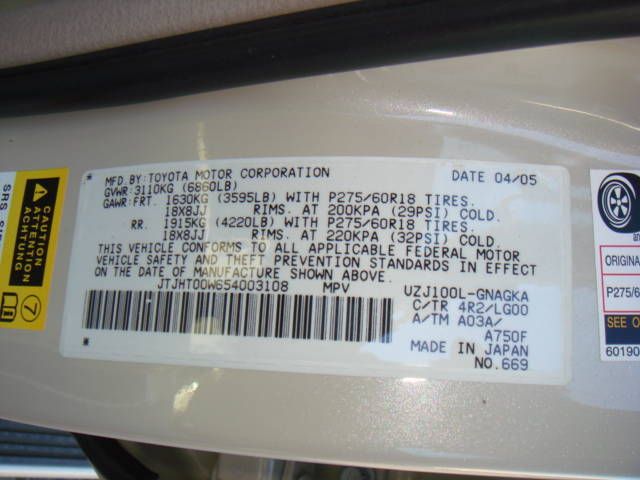 MFD.BY:TOYOTA MOTOR CORPORATION DATE 04/05
GVWR:3110KG (6860LB)
GAWR:FRT. 1630KG (3595LB) WITH P275/60R18 TIRES.
18X8JJ RIMS. AT 200KPA (29PSI) COLD.
RR. 1915KG (4220LB) WITH P275/60R18 TIRES.
18X8JJ RIMS. AT 220KPA (32PSI) COLD.
THIS VEHICLE CONFORMS TO ALL APPLICABLE FEDERAL MOTOR
VEHICLE SAFETY AND THEFT PREVENTION STANDARDS IN EFFECT
ON THE DATE OF MANUFACTURE SHOWN ABOVE.
JTJHT00W654003108 MPV UZJ100L-GNAGKA
C/TR 4R2/LG00
A/TM A03A/
A750F
MADE IN JAPAN
NO.669
CAUTION
ATTENTION
ACHTUNG
SRS
7
ORIGINA
P275/6
SEE O
60190